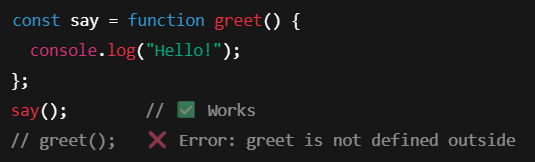 const say = function greet() {
  console.log("Hello!");
};
say();        // ✅ Works
// greet();   ❌ Error: greet is not defined outside